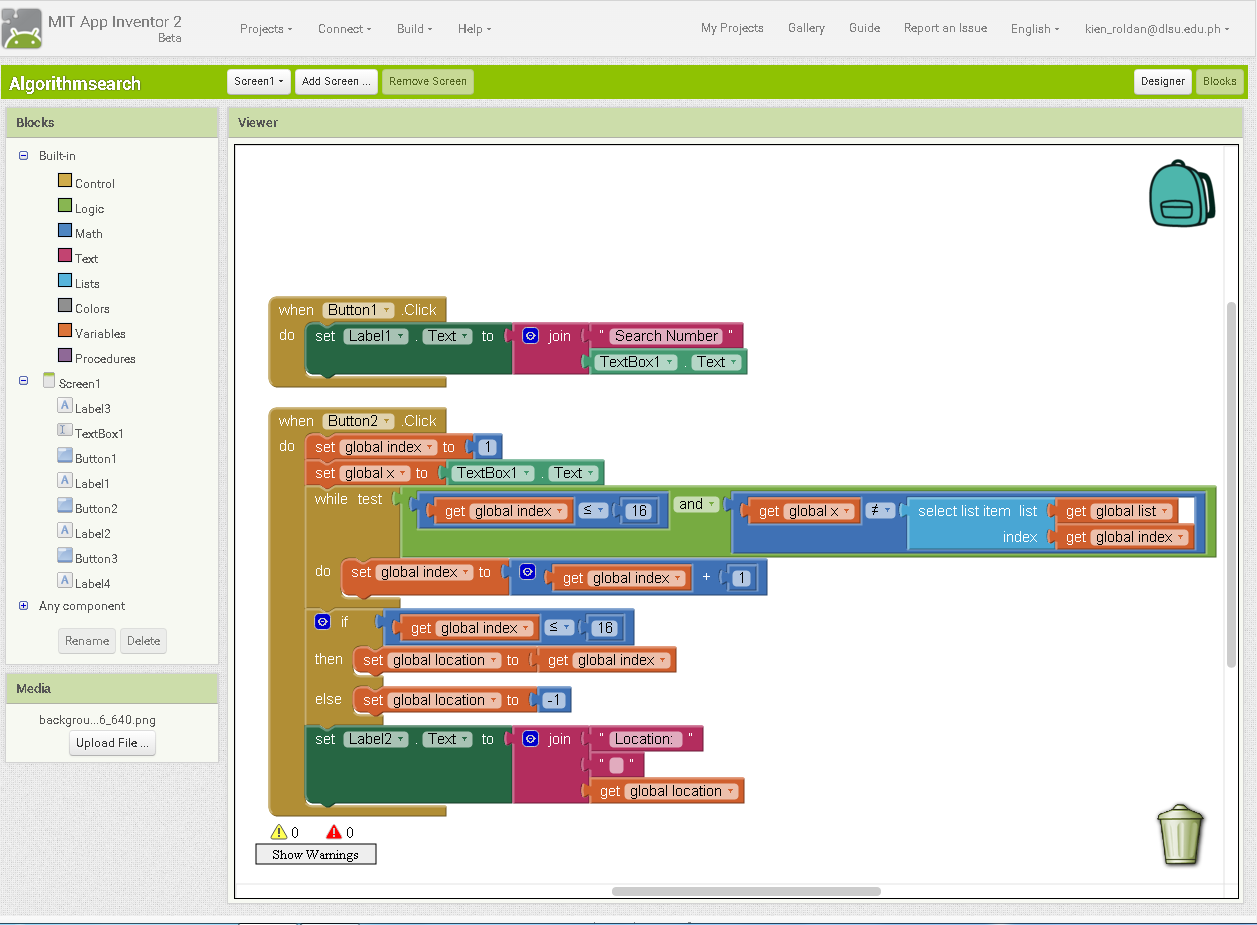 MIT App Inventor 2
Beta
Projects Connect Build Help My Projects Gallery Guide Report an Issue English kien_roldan@dlsu.edu.ph
Algorithmsearch Screen1 Add Screen ... Remove Screen Designer Blocks
Blocks
Built-in
Control
Logic
Math
Text
Lists
Colors
Variables
Procedures
Screen1
Label3
TextBox1
Button1
Label1
Button2
Label2
Button3
Label4
Any component
Rename Delete
Media
backgrou...6_640.png
Upload File ...
Viewer
when Button1 .Click
do set Label1 . Text to join " Search Number "
TextBox1 . Text
when Button2 .Click
do set global index to 1
set global x to TextBox1 . Text
while test get global index ≤ 16 and get global x ≠ select list item list get global list
index get global index
do set global index to get global index + 1
if get global index ≤ 16
then set global location to get global index
else set global location to -1
set Label2 . Text to join " Location: "
" "
get global location
0 0
Show Warnings